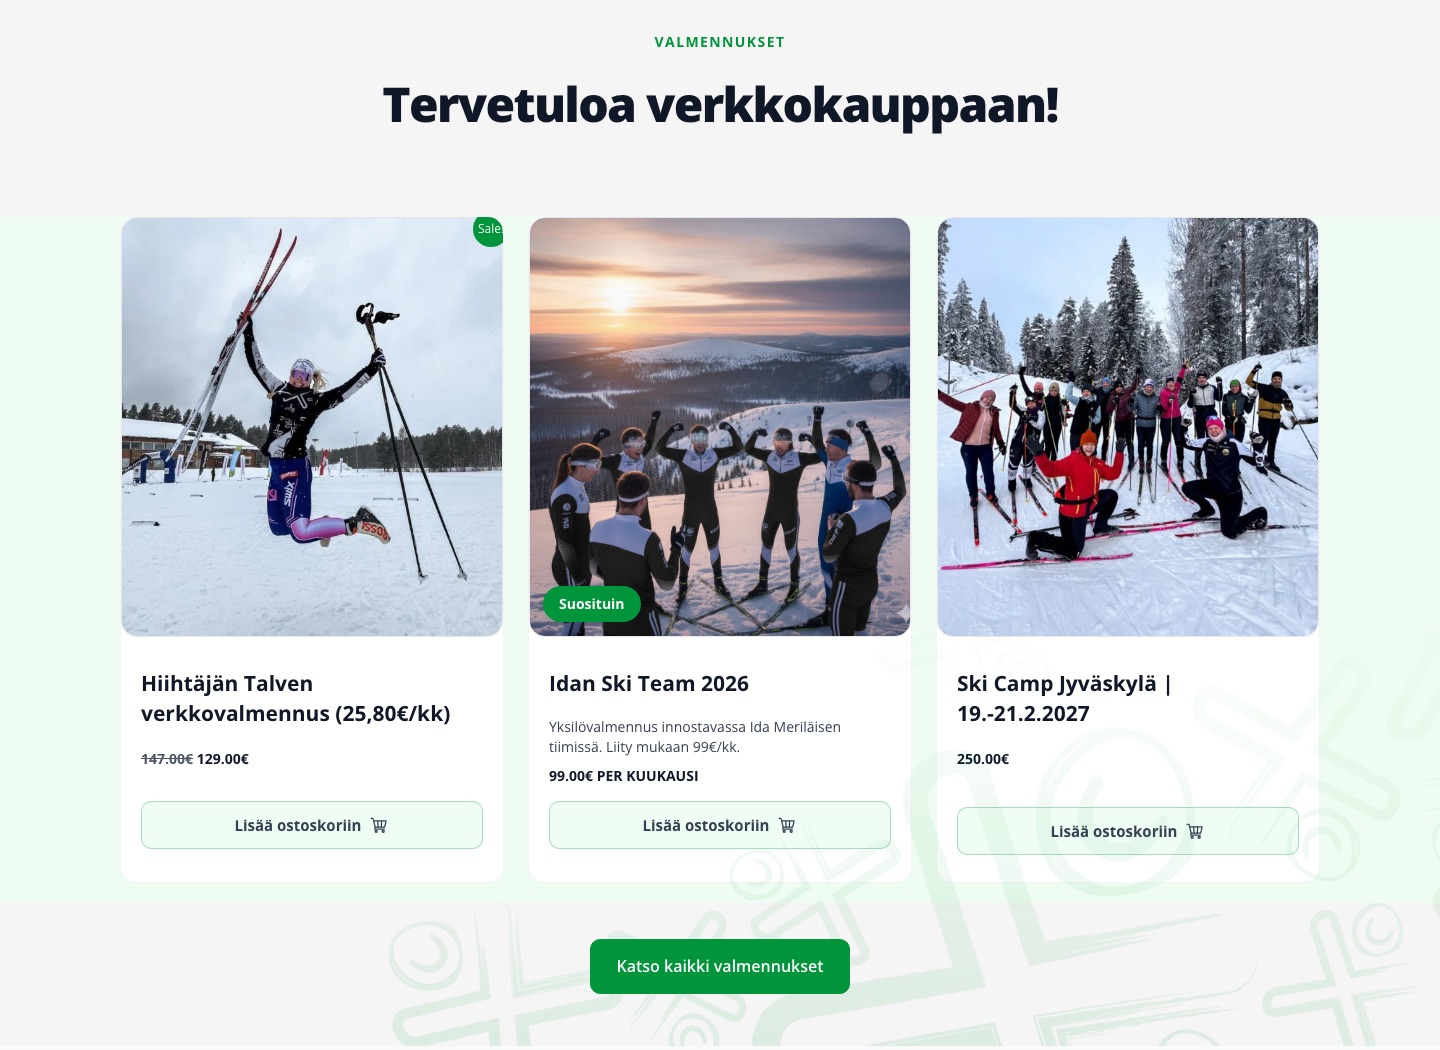 VALMENNUKSET
Tervetuloa verkkokauppaan!
Sale!
Suosituin
swix
Hiihtäjän Talven
verkkovalmennus (25,80€/kk)
147.00€ 129.00€
Lisää ostoskoriin
Idan Ski Team 2026
Yksilövalmennus innostavassa Ida Meriläisen
tiimissä. Liity mukaan 99€/kk.
99.00€ PER KUUKAUSI
Lisää ostoskoriin
Ski Camp Jyväskylä |
19.-21.2.2027
250.00€
Lisää ostoskoriin
Katso kaikki valmennukset